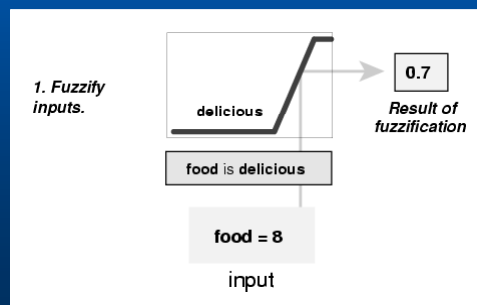 1. Fuzzify
inputs.
delicious
0.7
Result of
fuzzification
food is delicious
food = 8
input